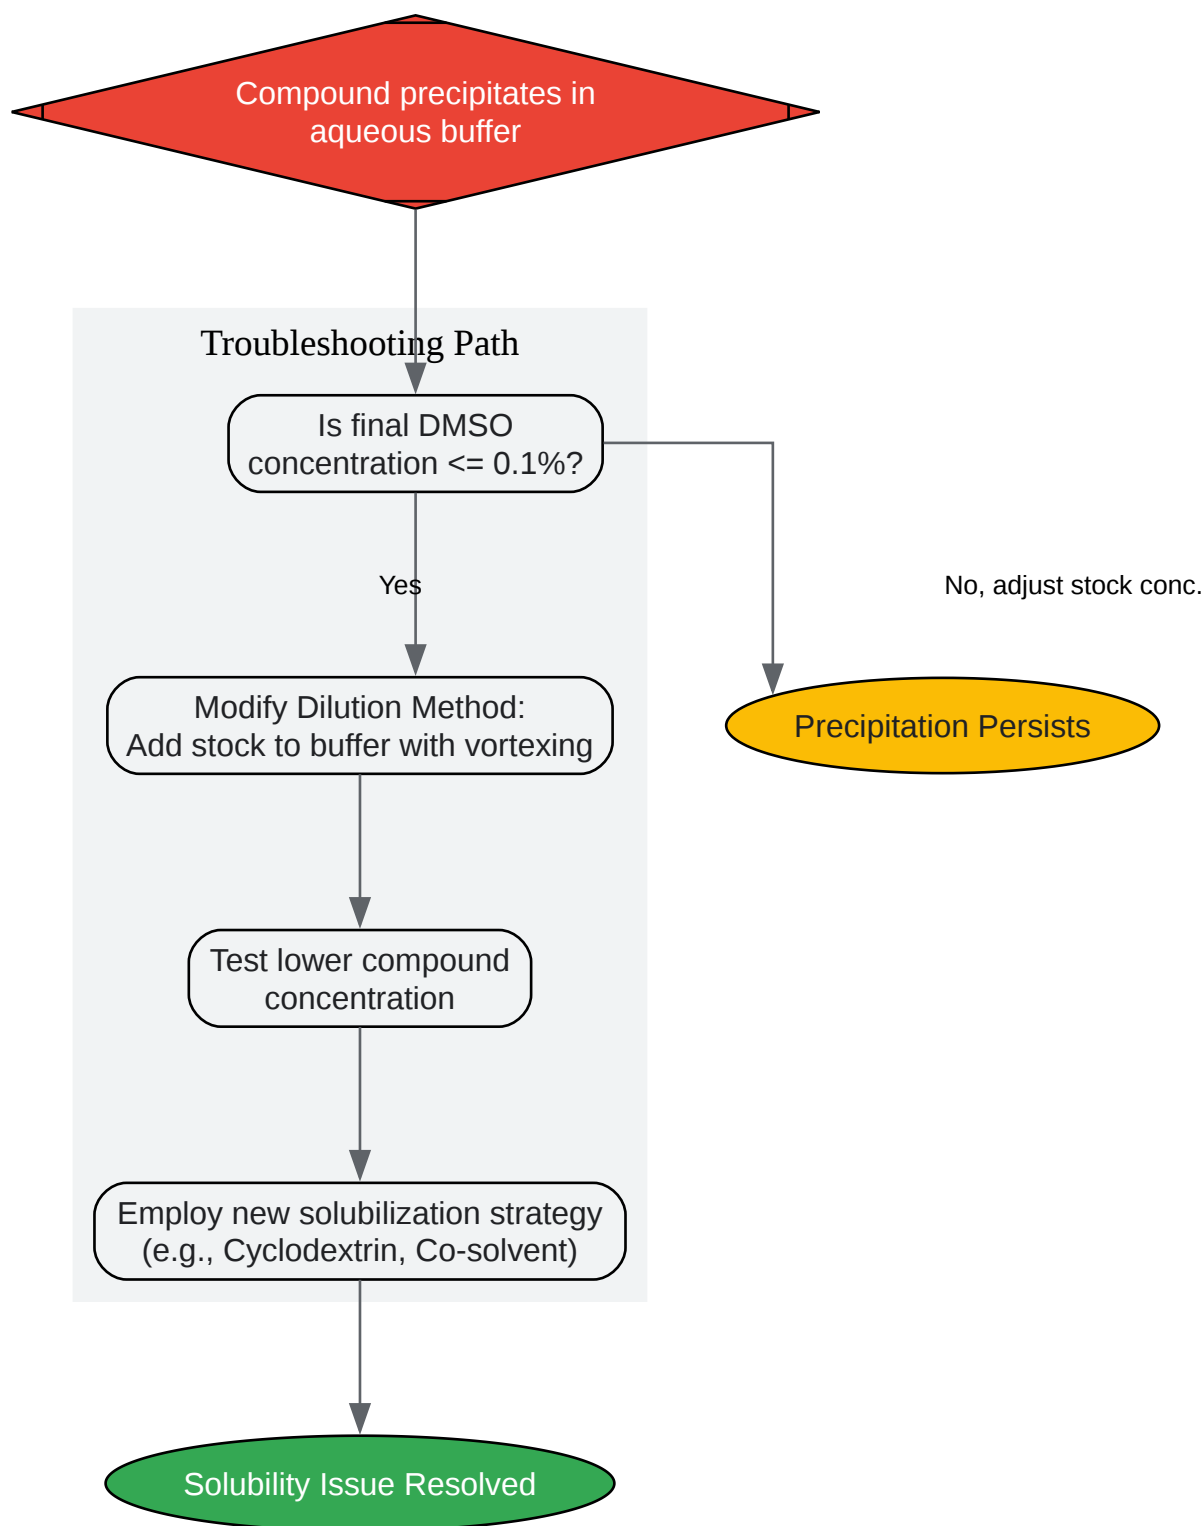 Compound precipitates in
aqueous buffer
Troubleshooting Path
Is final DMSO
concentration <= 0.1%?
Yes
No, adjust stock conc.
Modify Dilution Method:
Add stock to buffer with vortexing
Precipitation Persists
Test lower compound
concentration
Employ new solubilization strategy
(e.g., Cyclodextrin, Co-solvent)
Solubility Issue Resolved